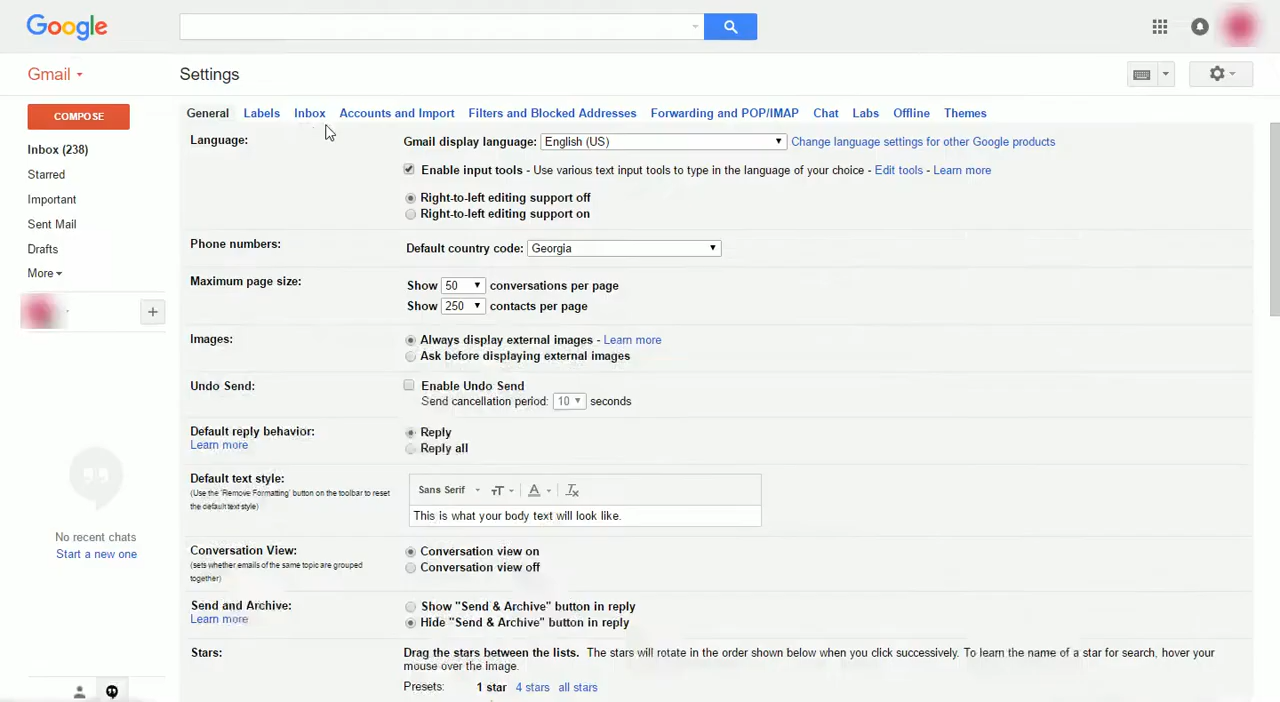 Google
Gmail
Settings
COMPOSE
General Labels Inbox Accounts and Import Filters and Blocked Addresses Forwarding and POP/IMAP Chat Labs Offline Themes
Inbox (238)
Starred
Important
Sent Mail
Drafts
More
No recent chats
Start a new one
Language:
Gmail display language: English (US) Change language settings for other Google products
Enable input tools - Use various text input tools to type in the language of your choice - Edit tools - Learn more
Right-to-left editing support off
Right-to-left editing support on
Phone numbers:
Default country code: Georgia
Maximum page size:
Show 50 conversations per page
Show 250 contacts per page
Images:
Always display external images - Learn more
Ask before displaying external images
Undo Send:
Enable Undo Send
Send cancellation period: 10 seconds
Default reply behavior:
Learn more
Reply
Reply all
Default text style:
(Use the 'Remove Formatting' button on the toolbar to reset
the default text style)
Sans Serif
This is what your body text will look like.
Conversation View:
(sets whether emails of the same topic are grouped
together)
Conversation view on
Conversation view off
Send and Archive:
Learn more
Show "Send & Archive" button in reply
Hide "Send & Archive" button in reply
Stars:
Drag the stars between the lists. The stars will rotate in the order shown below when you click successively. To learn the name of a star for search, hover your
mouse over the image.
Presets: 1 star 4 stars all stars